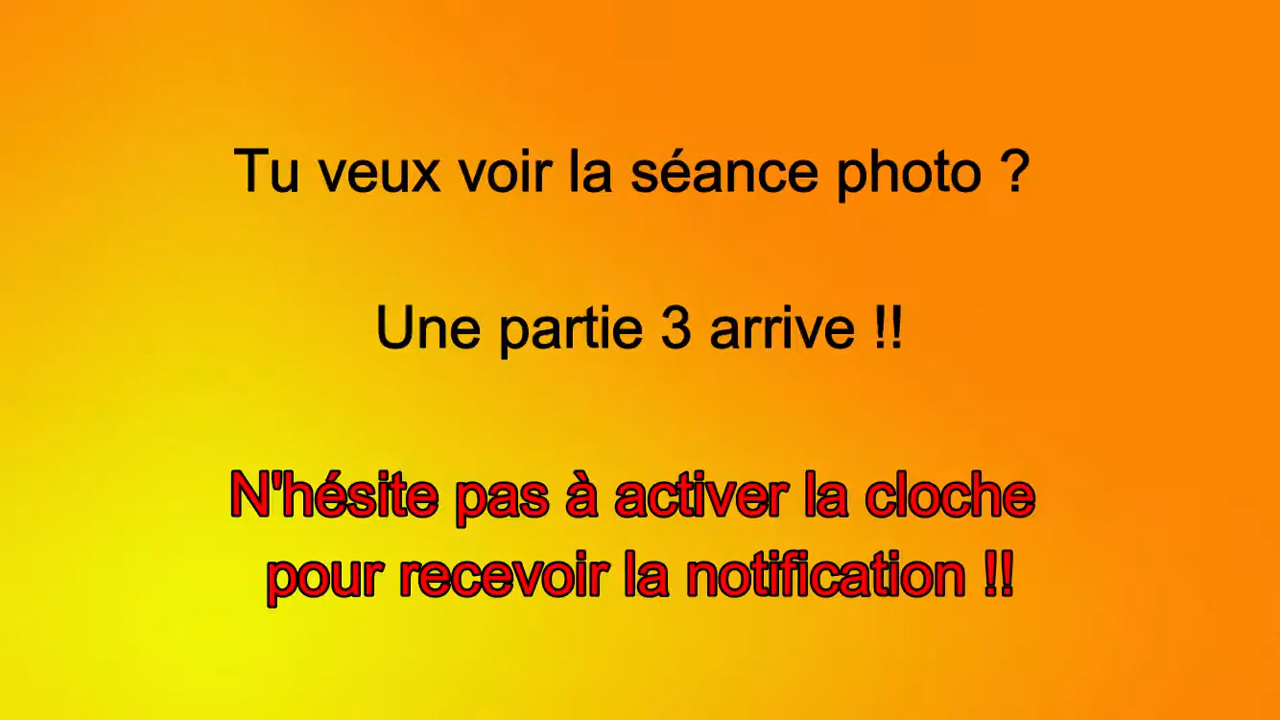 Tu veux voir la séance photo ?
Une partie 3 arrive !!
N'hésite pas à activer la cloche
pour recevoir la notification !!